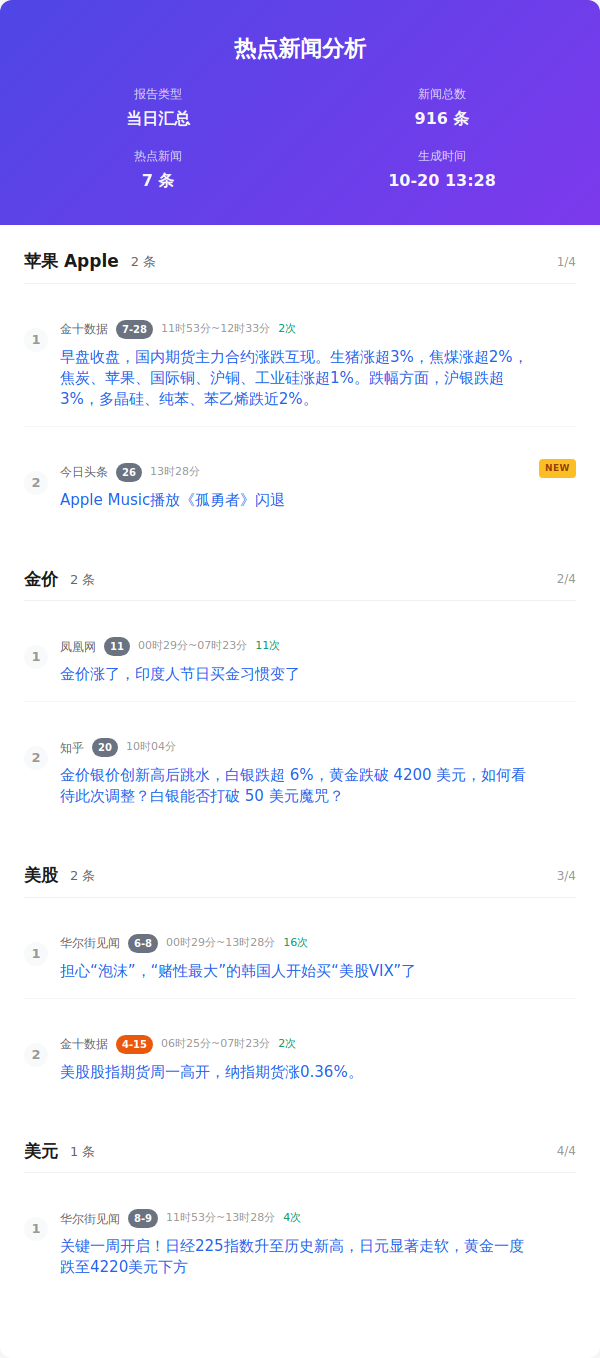 热点新闻分析
报告类型
新闻总数
当日汇总
916 条
热点新闻
生成时间
7 条
10-20 13:28
苹果 Apple 2 条 1/4
1
金十数据 7-28 11时53分~12时33分 2次
早盘收盘，国内期货主力合约涨跌互现。生猪涨超3%，焦煤涨超2%，
焦炭、苹果、国际铜、沪铜、工业硅涨超1%。跌幅方面，沪银跌超
3%，多晶硅、纯苯、苯乙烯跌近2%。
2
今日头条 26 13时28分 NEW
Apple Music播放《孤勇者》闪退
金价 2 条 2/4
1
凤凰网 11 00时29分~07时23分 11次
金价涨了，印度人节日买金习惯变了
2
知乎 20 10时04分
金价银价创新高后跳水，白银跌超 6%，黄金跌破 4200 美元，如何看
待此次调整？白银能否打破 50 美元魔咒？
美股 2 条 3/4
1
华尔街见闻 6-8 00时29分~13时28分 16次
担心“泡沫”，“赌性最大”的韩国人开始买“美股VIX”了
2
金十数据 4-15 06时25分~07时23分 2次
美股股指期货周一高开，纳指期货涨0.36%。
美元 1 条 4/4
1
华尔街见闻 8-9 11时53分~13时28分 4次
关键一周开启！日经225指数升至历史新高，日元显著走软，黄金一度
跌至4220美元下方